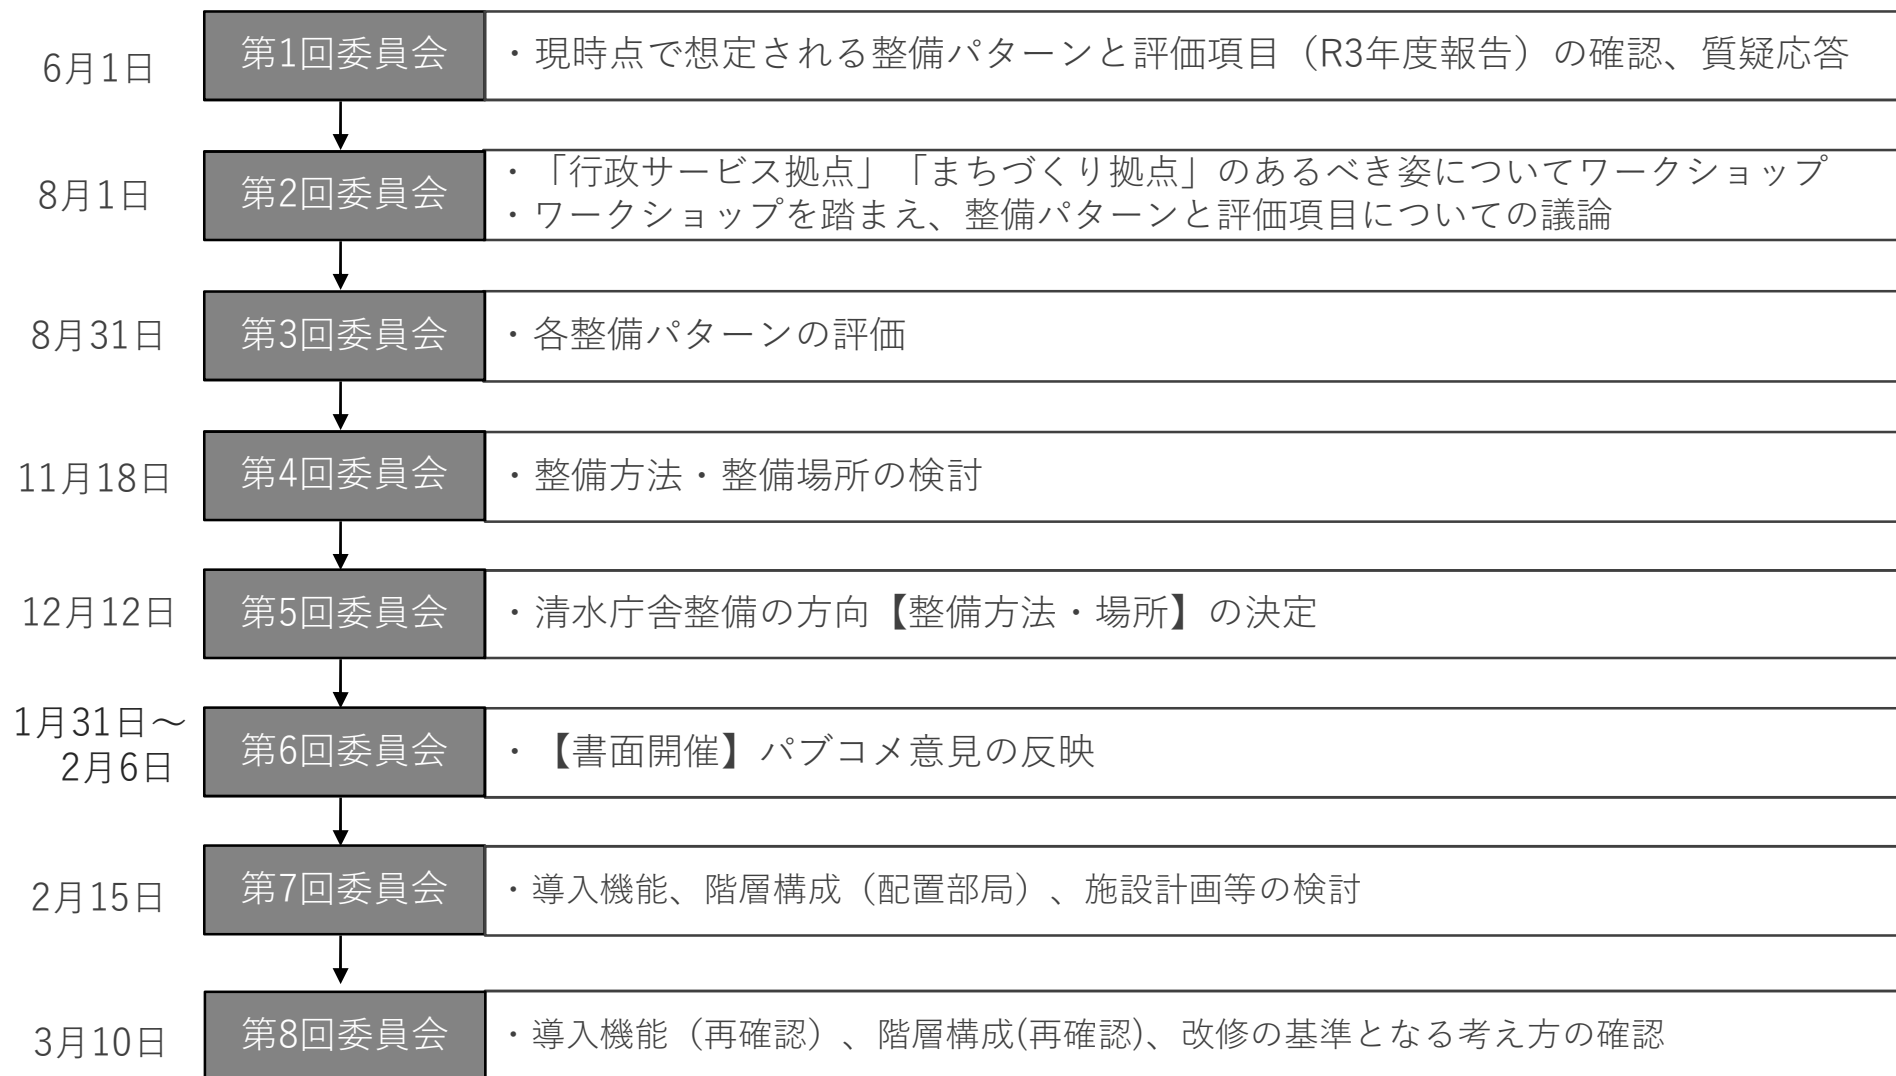 6月1日
第1回委員会
・現時点で想定される整備パターンと評価項目（R3年度報告）の確認、質疑応答
8月1日
第2回委員会
・「行政サービス拠点」「まちづくり拠点」のあるべき姿についてワークショップ
・ワークショップを踏まえ、整備パターンと評価項目についての議論
8月31日
第3回委員会
・各整備パターンの評価
11月18日
第4回委員会
・整備方法・整備場所の検討
12月12日
第5回委員会
・清水庁舎整備の方向【整備方法・場所】の決定
1月31日～
2月6日
第6回委員会
・【書面開催】パブコメ意見の反映
2月15日
第7回委員会
・導入機能、階層構成（配置部局）、施設計画等の検討
3月10日
第8回委員会
・導入機能（再確認）、階層構成(再確認)、改修の基準となる考え方の確認